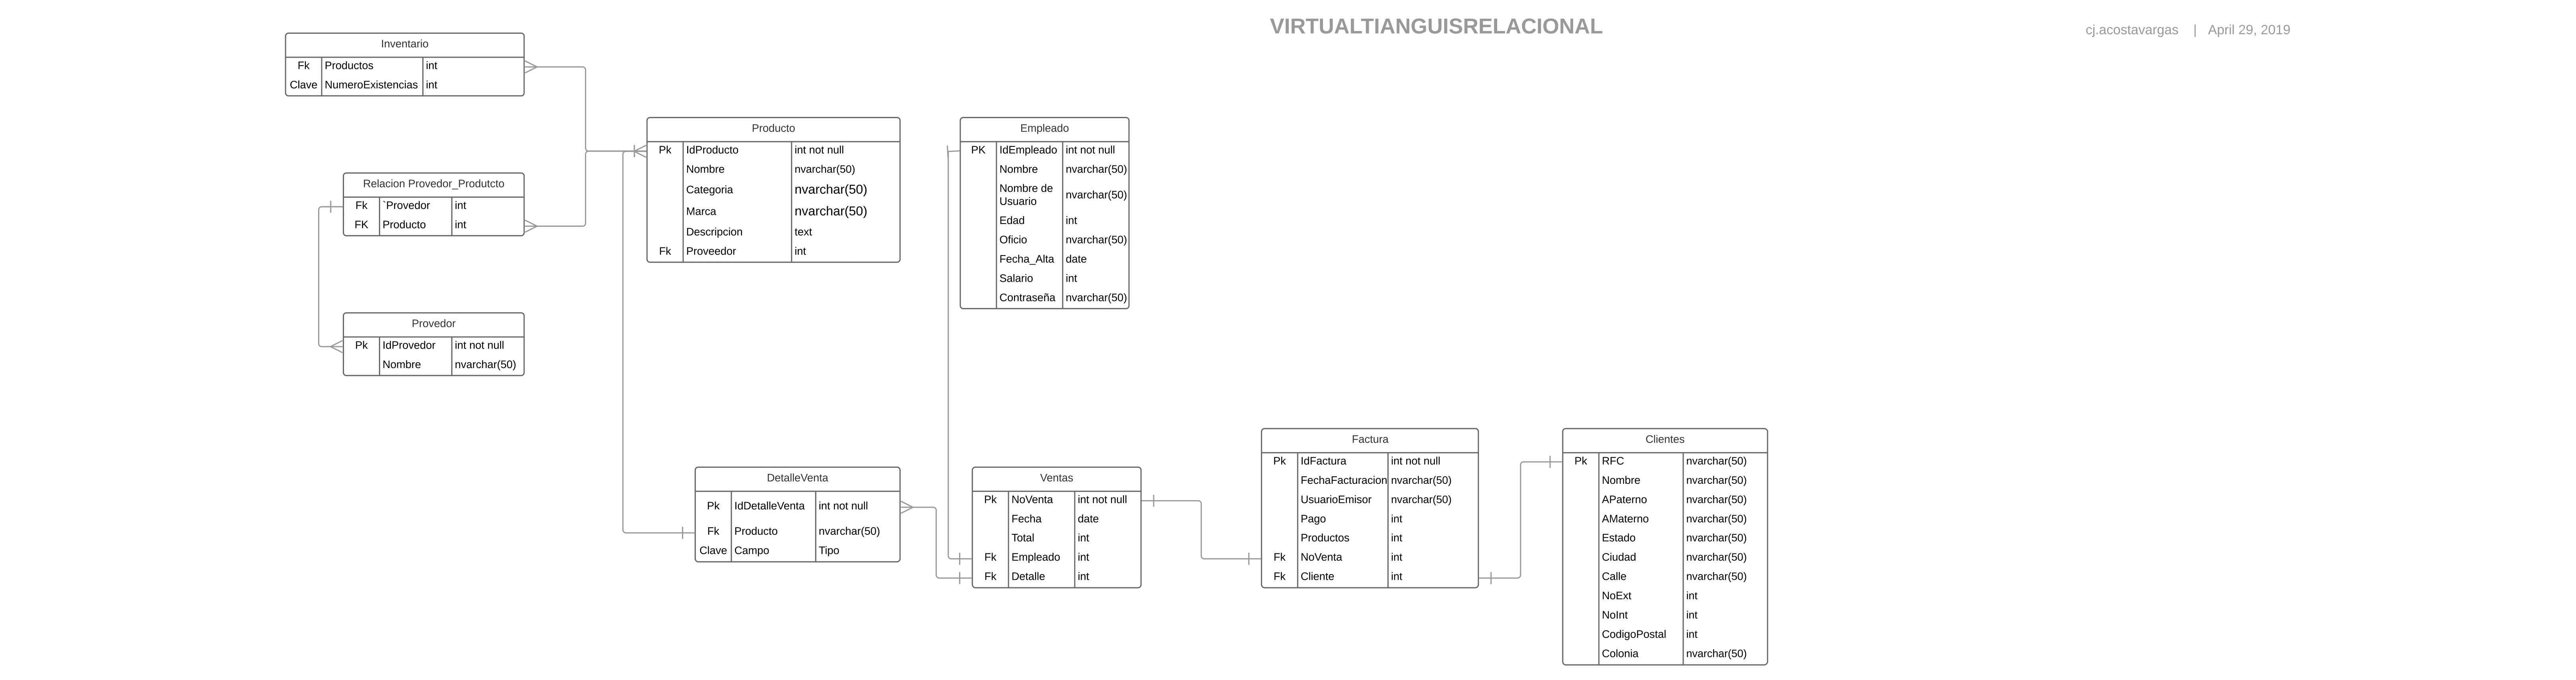 VIRTUALTIANGUISRELACIONAL
cj.acostavargas | April 29, 2019
Inventario
Fk Productos int
Clave NumeroExistencias int
Relacion Provedor_Produtcto
Fk `Provedor int
FK Producto int
Provedor
Pk IdProvedor int not null
Nombre nvarchar(50)
Producto
Pk IdProducto int not null
Nombre nvarchar(50)
Categoria nvarchar(50)
Marca nvarchar(50)
Descripcion text
Fk Proveedor int
Empleado
PK IdEmpleado int not null
Nombre nvarchar(50)
Nombre de
Usuario nvarchar(50)
Edad int
Oficio nvarchar(50)
Fecha_Alta date
Salario int
Contraseña nvarchar(50)
DetalleVenta
Pk IdDetalleVenta int not null
Fk Producto nvarchar(50)
Clave Campo Tipo
Ventas
Pk NoVenta int not null
Fecha date
Total int
Fk Empleado int
Fk Detalle int
Factura
Pk IdFactura int not null
FechaFacturacion nvarchar(50)
UsuarioEmisor nvarchar(50)
Pago int
Productos int
Fk NoVenta int
Fk Cliente int
Clientes
Pk RFC nvarchar(50)
Nombre nvarchar(50)
APaterno nvarchar(50)
AMaterno nvarchar(50)
Estado nvarchar(50)
Ciudad nvarchar(50)
Calle nvarchar(50)
NoExt int
NoInt int
CodigoPostal int
Colonia nvarchar(50)